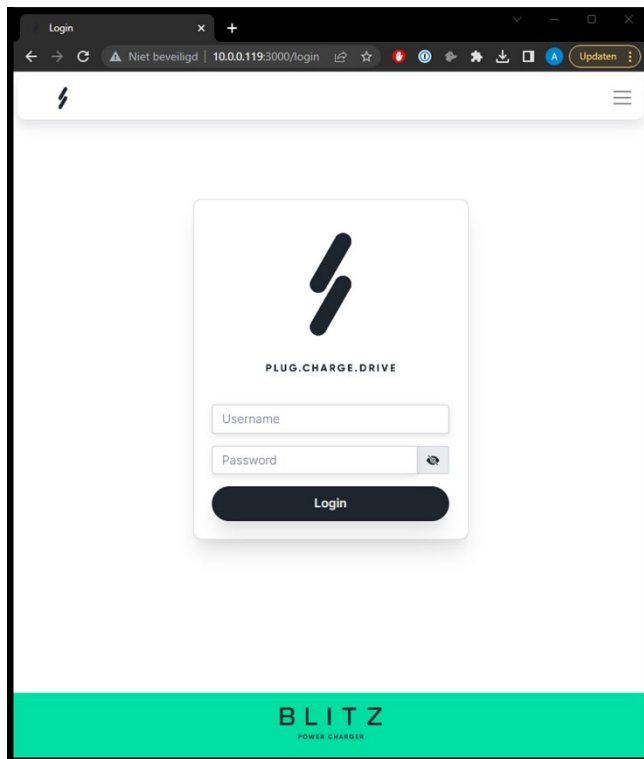 Login
Niet beveiligd | 10.0.0.119:3000/login
A
Updaten
PLUG.CHARGE.DRIVE
Username
Password
Login
BLITZ
POWER CHARGER